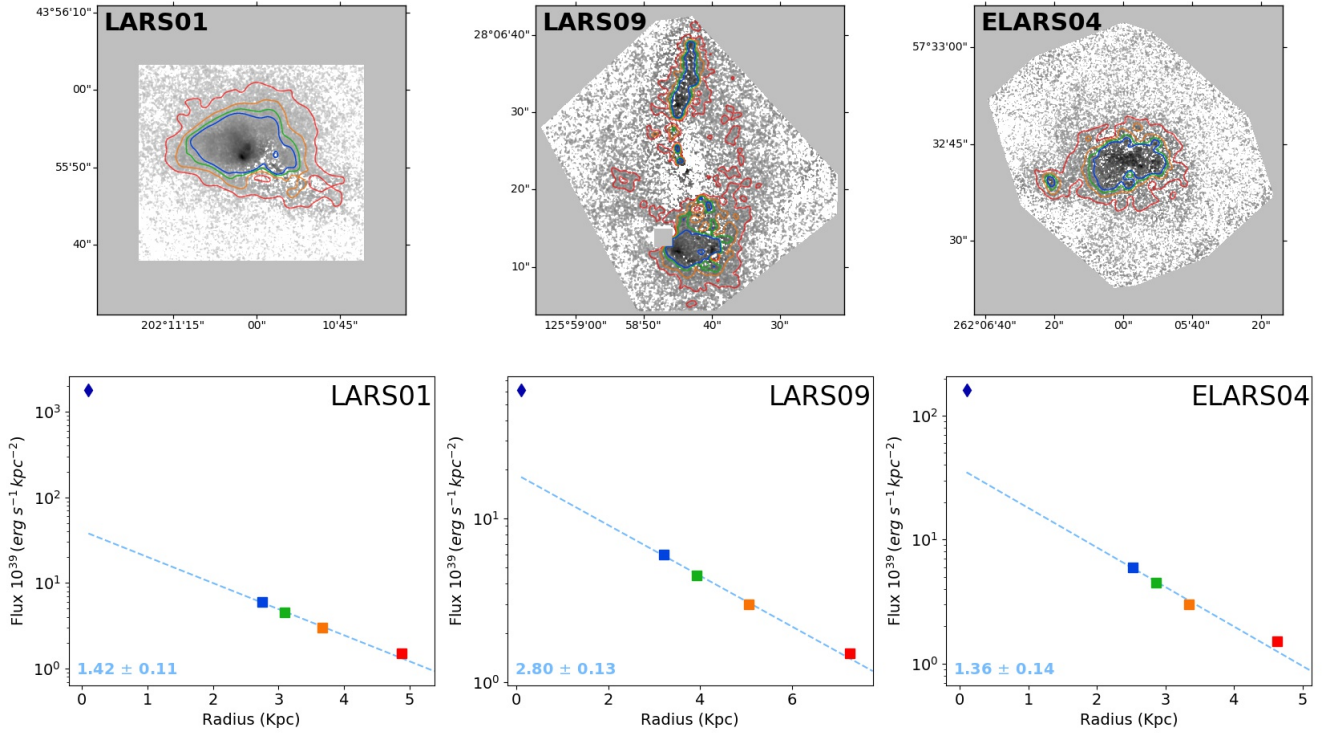 LARS01
43°56'10"
00"
55'50"
40"
202°11'15"
00"
10'45"
LARS09
28°06'40"
30"
20"
10"
125°59'00"
58'50"
40"
30"
ELARS04
57°33'00"
32'45"
30"
262°06'40"
20"
00"
05'40"
20"
LARS01
Flux 10³⁹ (erg s⁻¹ kpc⁻²)
10³
10²
10¹
10⁰
1.42 ± 0.11
0 1 2 3 4 5
Radius (Kpc)
LARS09
Flux 10³⁹ (erg s⁻¹ kpc⁻²)
10¹
10⁰
2.80 ± 0.13
0 2 4 6
Radius (Kpc)
ELARS04
Flux 10³⁹ (erg s⁻¹ kpc⁻²)
10²
10¹
10⁰
1.36 ± 0.14
0 1 2 3 4 5
Radius (Kpc)